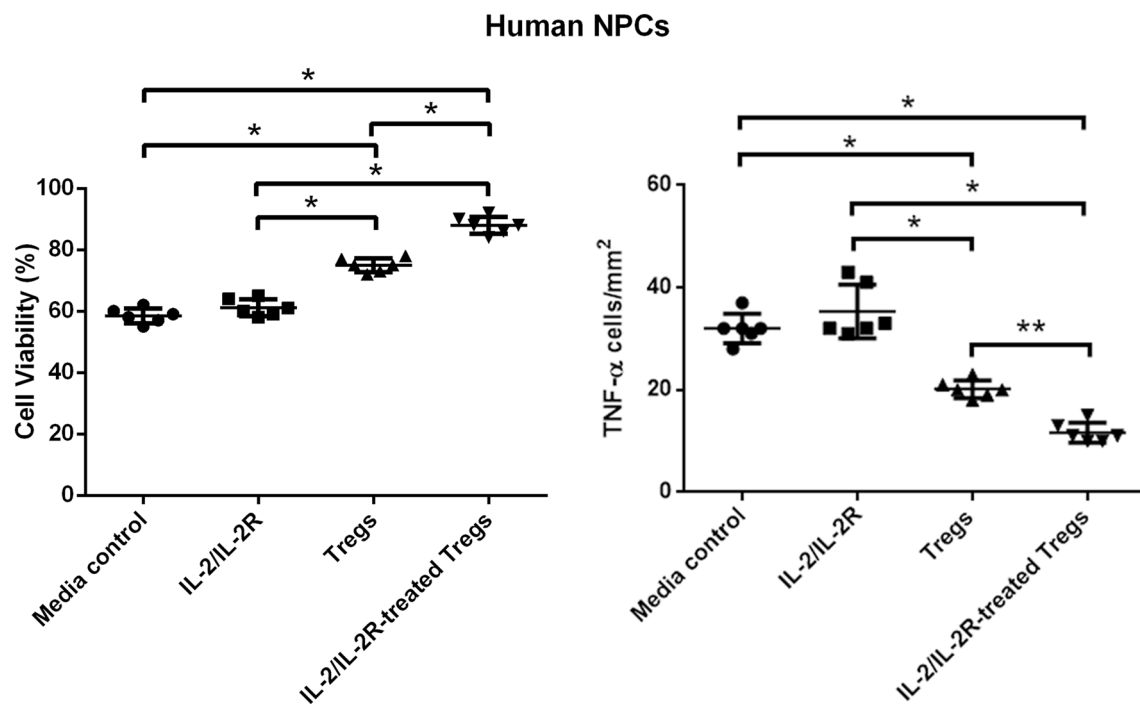 Human NPCs
*
*
*
*
*
100
80
60
40
20
0
Cell Viability (%)
Media control
IL-2/IL-2R
Tregs
IL-2/IL-2R-treated Tregs
*
*
*
*
**
60
40
20
0
TNF-α cells/mm²
Media control
IL-2/IL-2R
Tregs
IL-2/IL-2R-treated Tregs